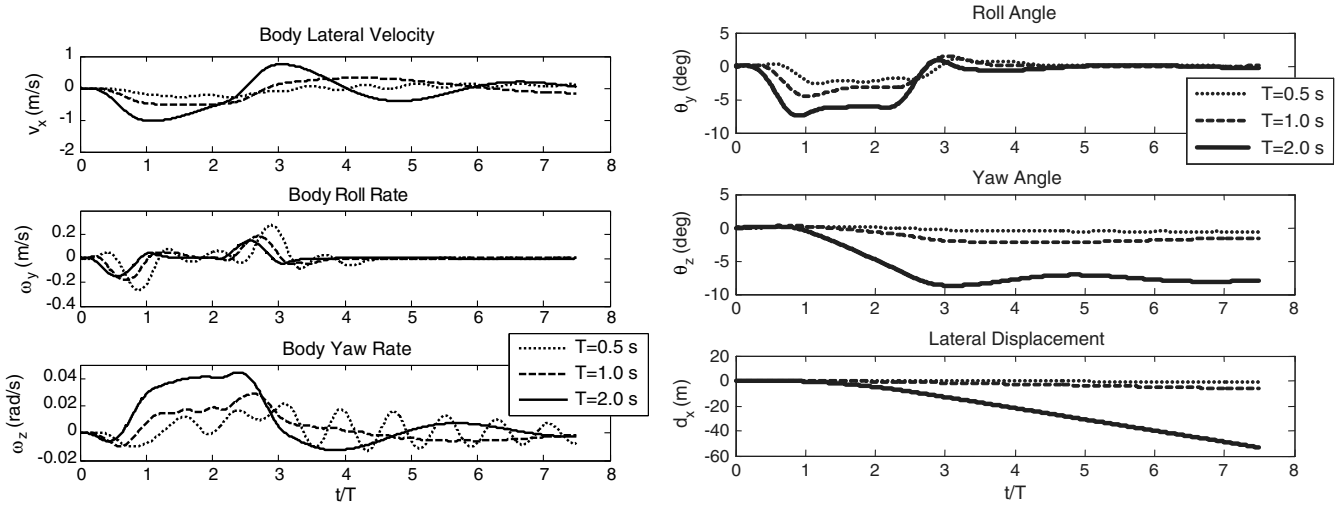 Body Lateral Velocity
1
0
-1
-2
v_x (m/s)
0 1 2 3 4 5 6 7 8
Body Roll Rate
0.2
0
-0.2
-0.4
ω_y (m/s)
0 1 2 3 4 5 6 7 8
Body Yaw Rate
0.04
0.02
0
-0.02
ω_z (rad/s)
0 1 2 3 4 5 6 7 8
t/T
T=0.5 s
T=1.0 s
T=2.0 s
Roll Angle
5
0
-5
-10
θ_y (deg)
0 1 2 3 4 5 6 7 8
T=0.5 s
T=1.0 s
T=2.0 s
Yaw Angle
5
0
-5
-10
θ_z (deg)
0 1 2 3 4 5 6 7 8
Lateral Displacement
20
0
-20
-40
-60
d_x (m)
0 1 2 3 4 5 6 7 8
t/T